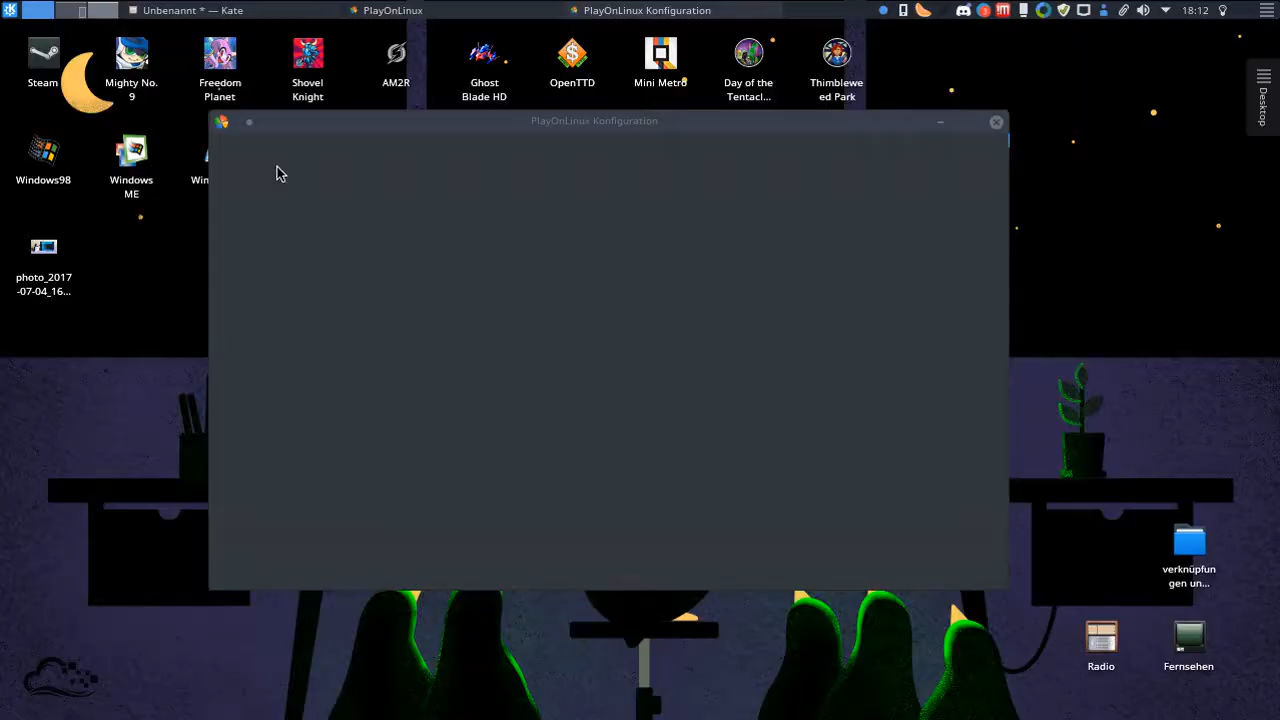 Unbenannt * — Kate
PlayOnLinux
PlayOnLinux Konfiguration
18:12
Steam
Mighty No.
9
Freedom
Planet
Shovel
Knight
AM2R
Ghost
Blade HD
OpenTTD
Mini Metro
Day of the
Tentacl...
Thimblewe
ed Park
Desktop
PlayOnLinux Konfiguration
Windows98
Windows
ME
Win
photo_2017
-07-04_16...
verknüpfun
gen un...
Radio
Fernsehen